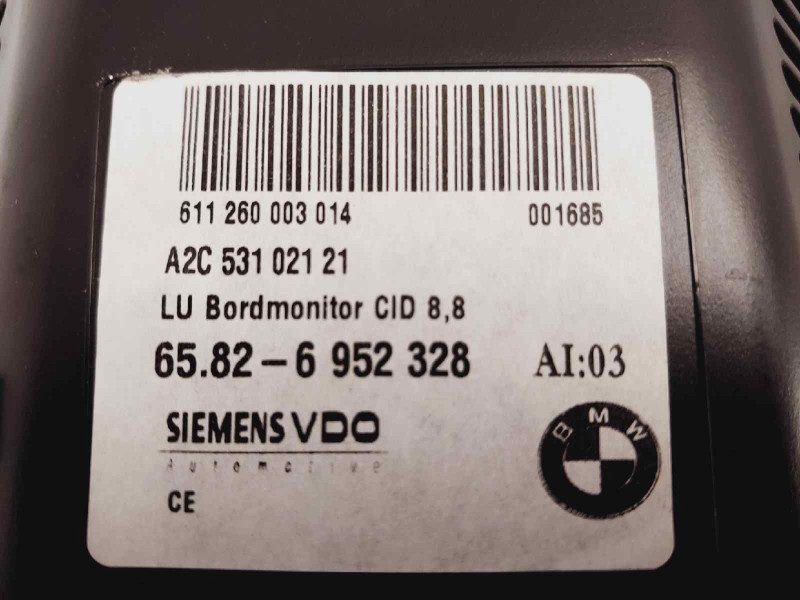 611 260 003 014 001685
A2C 531 021 21
LU Bordmonitor CID 8,8
65.82-6 952 328 AI:03
SIEMENS VDO
Automotive
CE
BMW